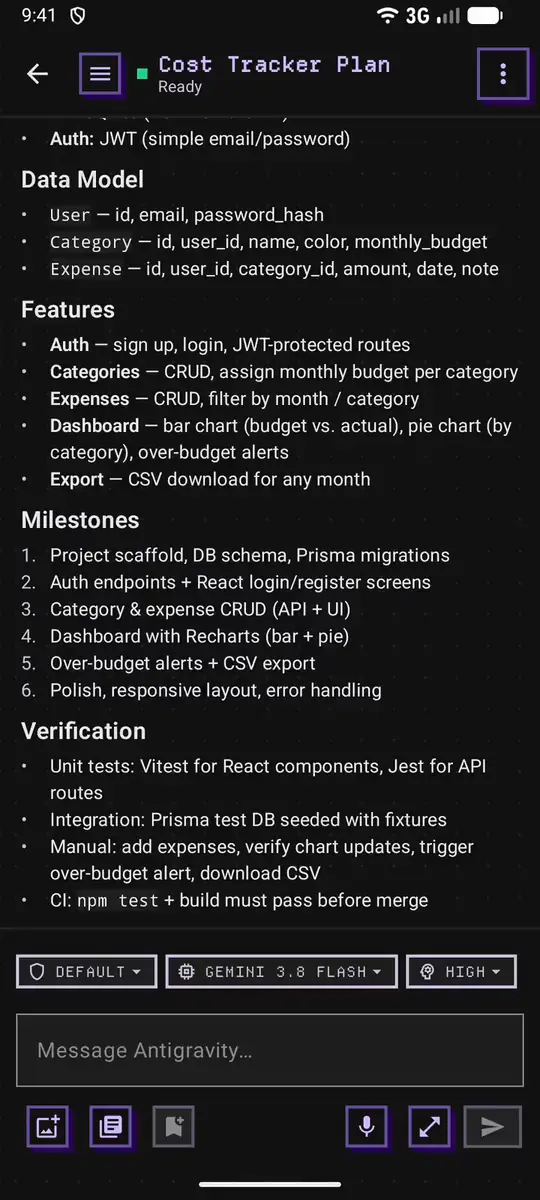 9:41
3G
Cost Tracker Plan
Ready
• Auth: JWT (simple email/password)
Data Model
• User — id, email, password_hash
• Category — id, user_id, name, color, monthly_budget
• Expense — id, user_id, category_id, amount, date, note
Features
• Auth — sign up, login, JWT-protected routes
• Categories — CRUD, assign monthly budget per category
• Expenses — CRUD, filter by month / category
• Dashboard — bar chart (budget vs. actual), pie chart (by
category), over-budget alerts
• Export — CSV download for any month
Milestones
1. Project scaffold, DB schema, Prisma migrations
2. Auth endpoints + React login/register screens
3. Category & expense CRUD (API + UI)
4. Dashboard with Recharts (bar + pie)
5. Over-budget alerts + CSV export
6. Polish, responsive layout, error handling
Verification
• Unit tests: Vitest for React components, Jest for API
routes
• Integration: Prisma test DB seeded with fixtures
• Manual: add expenses, verify chart updates, trigger
over-budget alert, download CSV
• CI: npm test + build must pass before merge
DEFAULT
GEMINI 3.8 FLASH
HIGH
Message Antigravity…